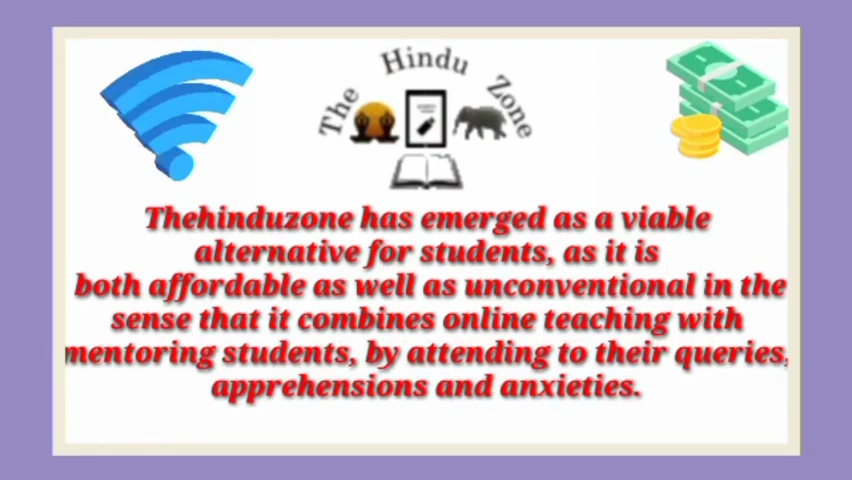 The Hindu Zone
Thehinduzone has emerged as a viable
alternative for students, as it is
both affordable as well as unconventional in the
sense that it combines online teaching with
mentoring students, by attending to their queries,
apprehensions and anxieties.